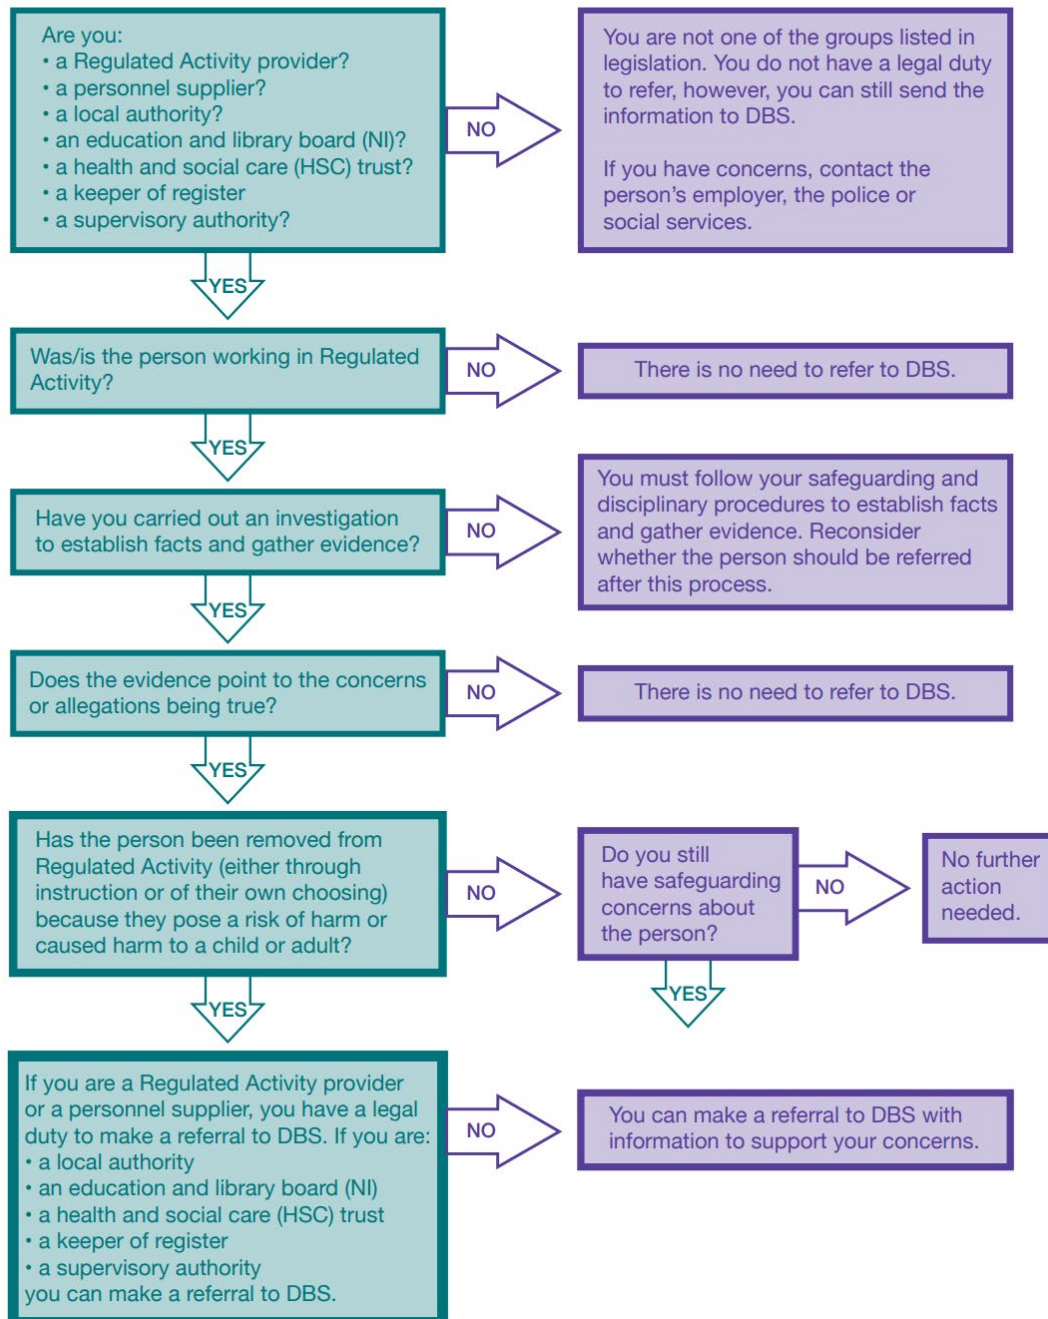 Are you:
• a Regulated Activity provider?
• a personnel supplier?
• a local authority?
• an education and library board (NI)?
• a health and social care (HSC) trust?
• a keeper of register
• a supervisory authority?
NO
You are not one of the groups listed in
legislation. You do not have a legal duty
to refer, however, you can still send the
information to DBS.
If you have concerns, contact the
person's employer, the police or
social services.
YES
Was/is the person working in Regulated
Activity?
NO
There is no need to refer to DBS.
YES
Have you carried out an investigation
to establish facts and gather evidence?
NO
You must follow your safeguarding and
disciplinary procedures to establish facts
and gather evidence. Reconsider
whether the person should be referred
after this process.
YES
Does the evidence point to the concerns
or allegations being true?
NO
There is no need to refer to DBS.
YES
Has the person been removed from
Regulated Activity (either through
instruction or of their own choosing)
because they pose a risk of harm or
caused harm to a child or adult?
NO
Do you still
have safeguarding
concerns about
the person?
NO
No further
action
needed.
YES
YES
If you are a Regulated Activity provider
or a personnel supplier, you have a legal
duty to make a referral to DBS. If you are:
• a local authority
• an education and library board (NI)
• a health and social care (HSC) trust
• a keeper of register
• a supervisory authority
you can make a referral to DBS.
NO
You can make a referral to DBS with
information to support your concerns.